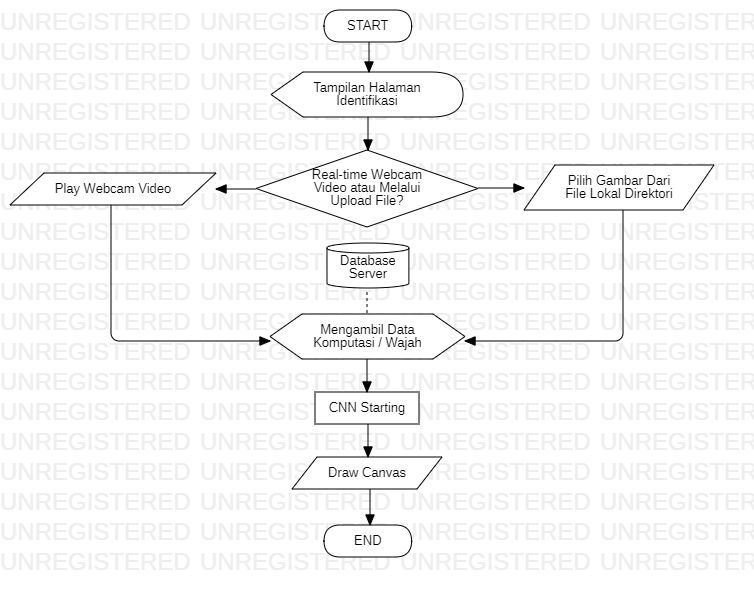 START
Tampilan Halaman
Identifikasi
Real-time Webcam
Video atau Melalui
Upload File?
Play Webcam Video
Pilih Gambar Dari
File Lokal Direktori
Database
Server
Mengambil Data
Komputasi / Wajah
CNN Starting
Draw Canvas
END
UNREGISTERED